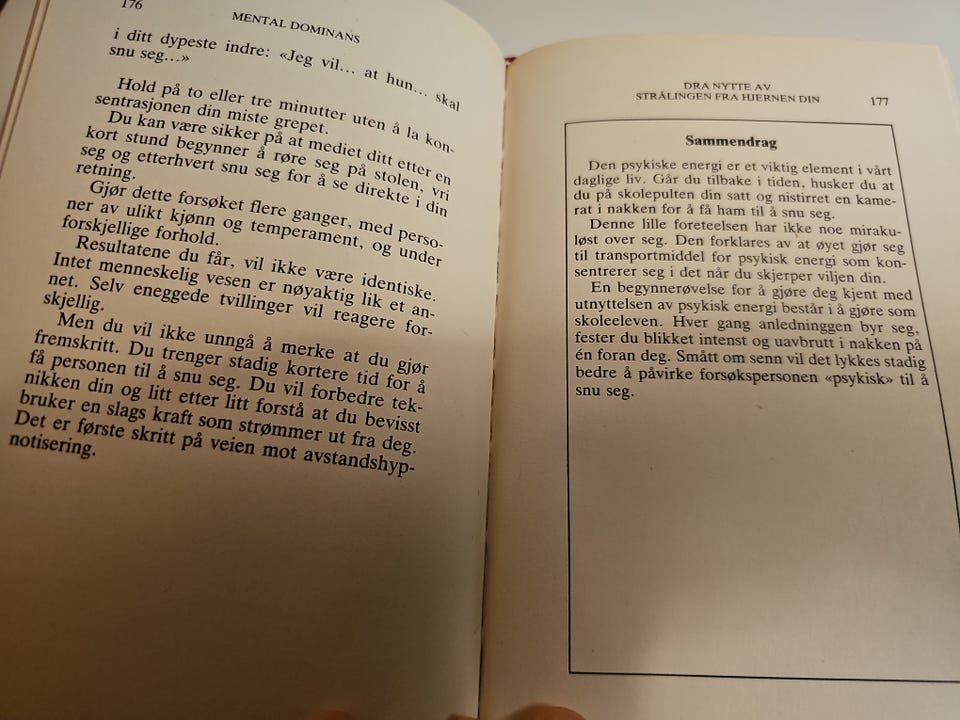 176
MENTAL DOMINANS
i ditt dypeste indre: «Jeg vil... at hun... skal
snu seg...»
Hold på to eller tre minutter uten å la kon-
sentrasjonen din miste grepet.
Du kan være sikker på at mediet ditt etter en
kort stund begynner å røre seg på stolen, vri
seg og etterhvert snu seg for å se direkte i din
retning.
Gjør dette forsøket flere ganger, med perso-
ner av ulikt kjønn og temperament, og under
forskjellige forhold.
Resultatene du får, vil ikke være identiske.
Intet menneskelig vesen er nøyaktig lik et an-
net. Selv eneggede tvillinger vil reagere for-
skjellig.
Men du vil ikke unngå å merke at du gjør
fremskritt. Du trenger stadig kortere tid for å
få personen til å snu seg. Du vil forbedre tek-
nikken din og litt etter litt forstå at du bevisst
bruker en slags kraft som strømmer ut fra deg.
Det er første skritt på veien mot avstandshyp-
notisering.
DRA NYTTE AV
STRÅLINGEN FRA HJERNEN DIN
177
Sammendrag
Den psykiske energi er et viktig element i vårt
daglige liv. Går du tilbake i tiden, husker du at
du på skolepulten din satt og nistirret en kame-
rat i nakken for å få ham til å snu seg.
Denne lille foreteelsen har ikke noe miraku-
løst over seg. Den forklares av at øyet gjør seg
til transportmiddel for psykisk energi som kon-
sentrerer seg i det når du skjerper viljen din.
En begynnerøvelse for å gjøre deg kjent med
utnyttelsen av psykisk energi består i å gjøre som
skoleeleven. Hver gang anledninggen byr seg,
fester du blikket intenst og uavbrutt i nakken på
én foran deg. Smått om senn vil det lykkes stadig
bedre å påvirke forsøkspersonen «psykisk» til å
snu seg.